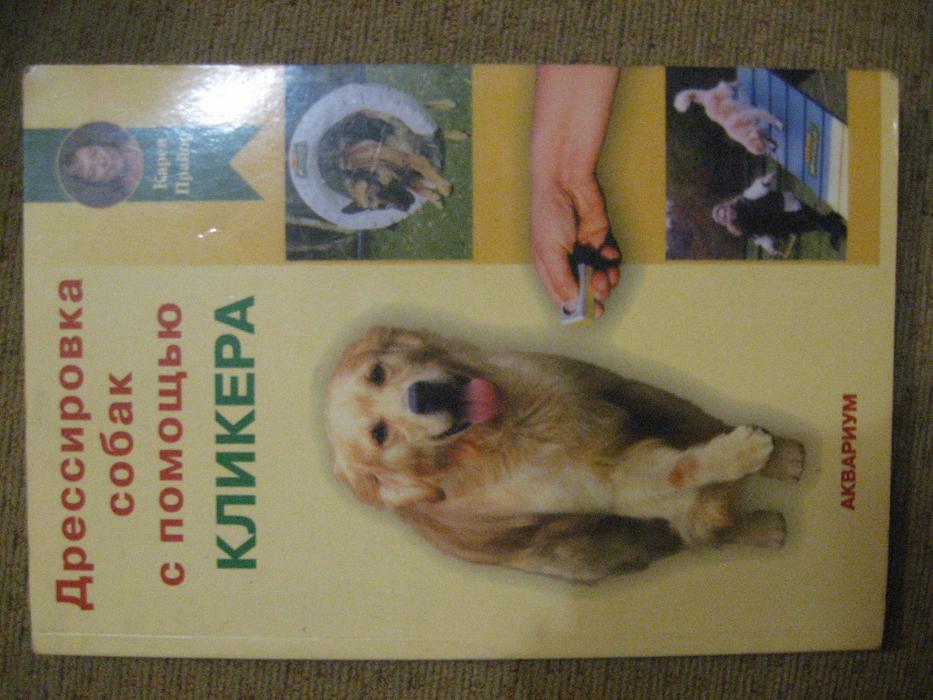 Карен
Прайор
Дрессировка
собак
с помощью
КЛИКЕРА
АКВАРИУМ